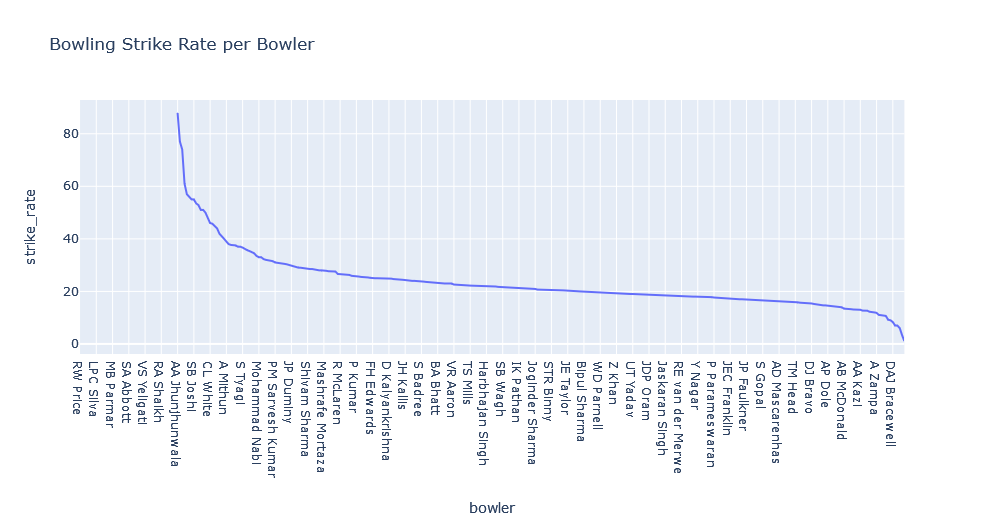 Bowling Strike Rate per Bowler
strike_rate
80
60
40
20
0
RW Price
LPC Silva
MB Parmar
SA Abbott
VS Yeligati
RA Shaikh
AA Jhunjhunwala
SB Joshi
CL White
A Mithun
S Tyagi
Mohammad Nabi
PM Sarvesh Kumar
JP Duminy
Shivam Sharma
Mashrafe Mortaza
R McLaren
P Kumar
FH Edwards
D Kalyankrishna
JH Kallis
S Badree
BA Bhatt
VR Aaron
TS Mills
Harbhajan Singh
SB Wagh
IK Pathan
Joginder Sharma
STR Binny
JE Taylor
Bipul Sharma
WD Parnell
Z Khan
UT Yadav
JDP Oram
Jaskaran Singh
RE van der Merwe
Y Nagar
P Parameswaran
JEC Franklin
JP Faulkner
S Gopal
AD Mascarenhas
TM Head
DJ Bravo
AP Dole
AB McDonald
AA Kazi
A Zampa
DAJ Bracewell
bowler